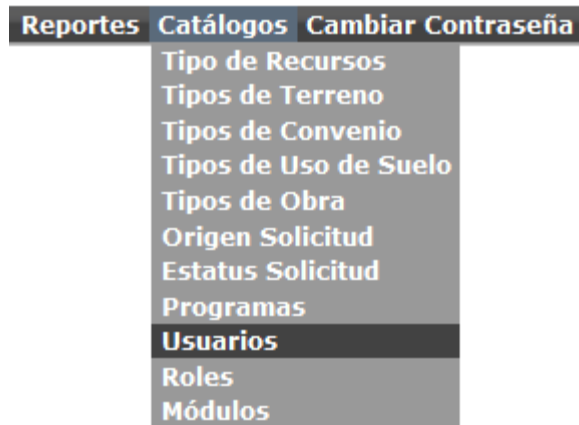 Reportes Catálogos Cambiar Contraseña
Tipo de Recursos
Tipos de Terreno
Tipos de Convenio
Tipos de Uso de Suelo
Tipos de Obra
Origen Solicitud
Estatus Solicitud
Programas
Usuarios
Roles
Módulos